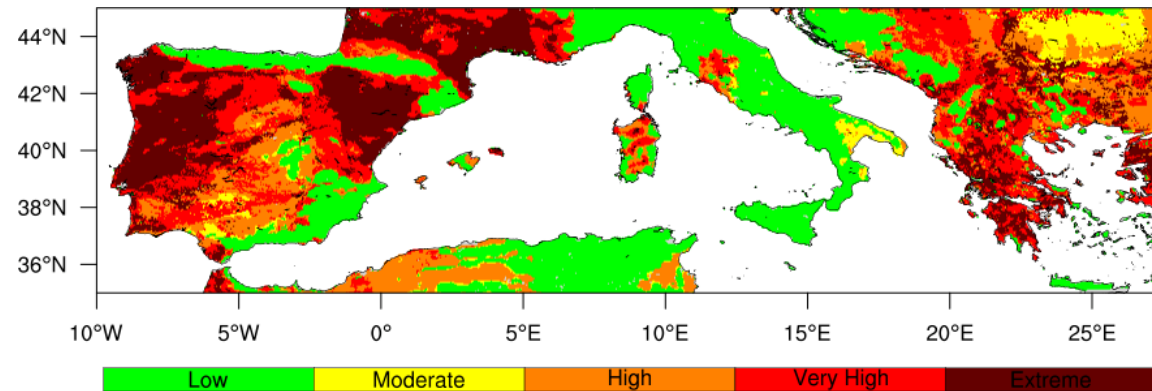 44°N
42°N
40°N
38°N
36°N
10°W 5°W 0° 5°E 10°E 15°E 20°E 25°E
Low Moderate High Very High Extreme